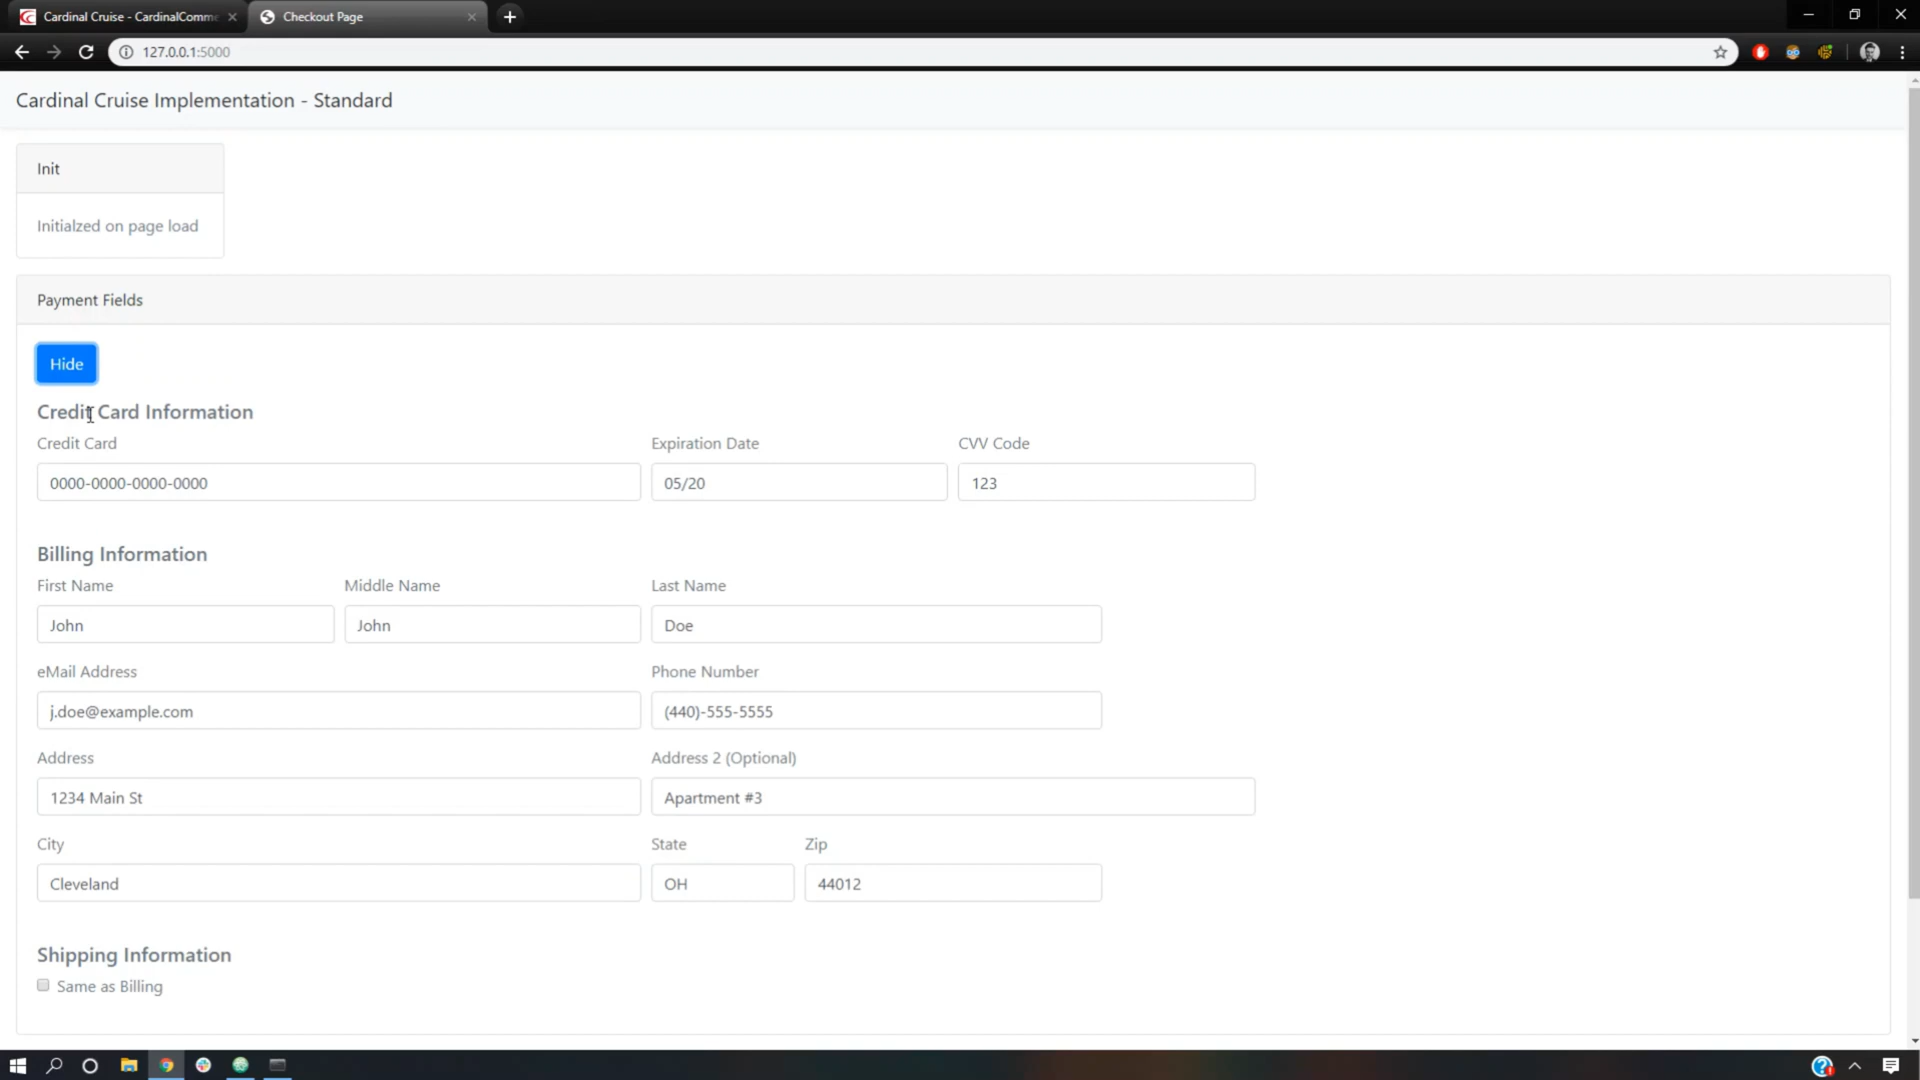 Cardinal Cruise - CardinalComme
Checkout Page
127.0.0.1:5000
Cardinal Cruise Implementation - Standard
Init
Initialzed on page load
Payment Fields
Hide
Credit Card Information
Credit Card
Expiration Date
CVV Code
0000-0000-0000-0000
05/20
123
Billing Information
First Name
Middle Name
Last Name
John
John
Doe
eMail Address
Phone Number
j.doe@example.com
(440)-555-5555
Address
Address 2 (Optional)
1234 Main St
Apartment #3
City
State
Zip
Cleveland
OH
44012
Shipping Information
Same as Billing